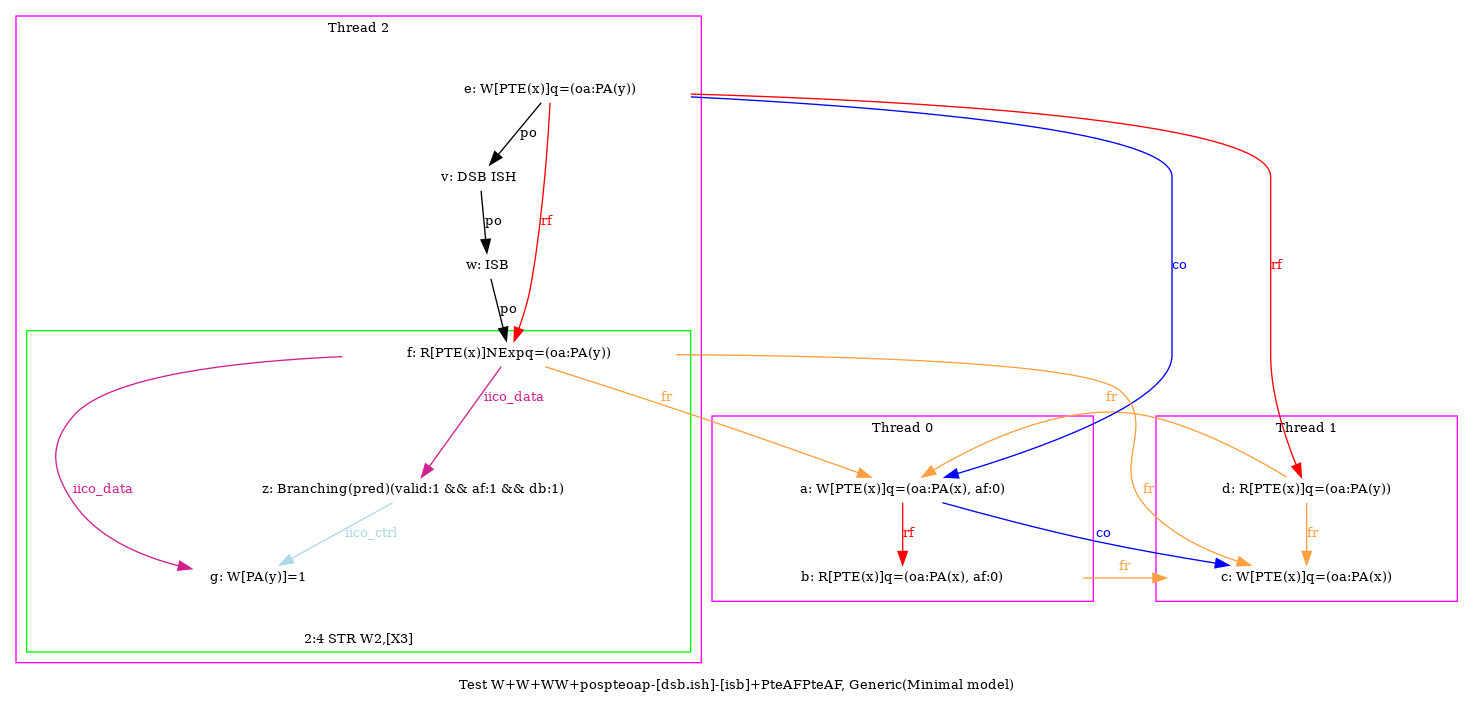 Thread 2
e: W[PTE(x)]q=(oa:PA(y))
po
v: DSB ISH
po
rf
w: ISB
co
rf
po
f: R[PTE(x)]NExpq=(oa:PA(y))
iico_data
fr
fr
Thread 0
Thread 1
iico_data
z: Branching(pred)(valid:1 && af:1 && db:1)
a: W[PTE(x)]q=(oa:PA(x), af:0)
fr
d: R[PTE(x)]q=(oa:PA(y))
iico_ctrl
rf
co
fr
fr
g: W[PA(y)]=1
b: R[PTE(x)]q=(oa:PA(x), af:0)
c: W[PTE(x)]q=(oa:PA(x))
2:4 STR W2,[X3]
Test W+W+WW+pospteoap-[dsb.ish]-[isb]+PteAFPteAF, Generic(Minimal model)